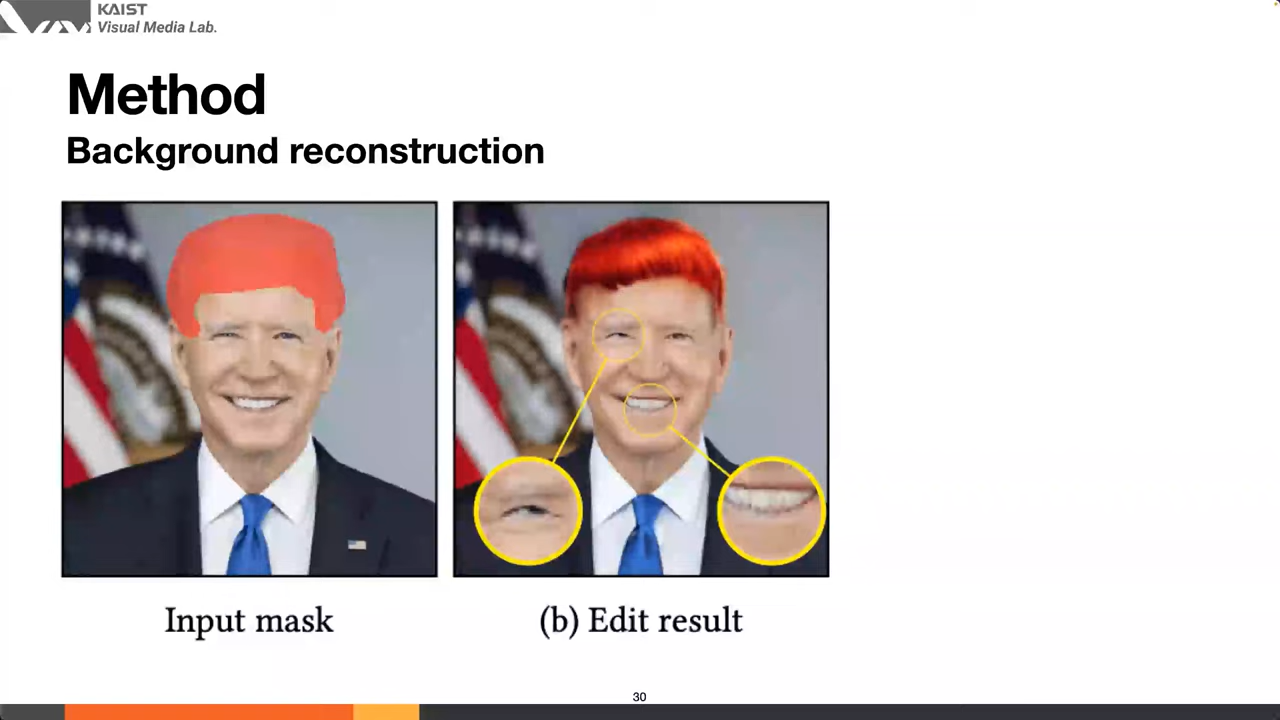 KAIST
Visual Media Lab.
Method
Background reconstruction
Input mask
(b) Edit result
30